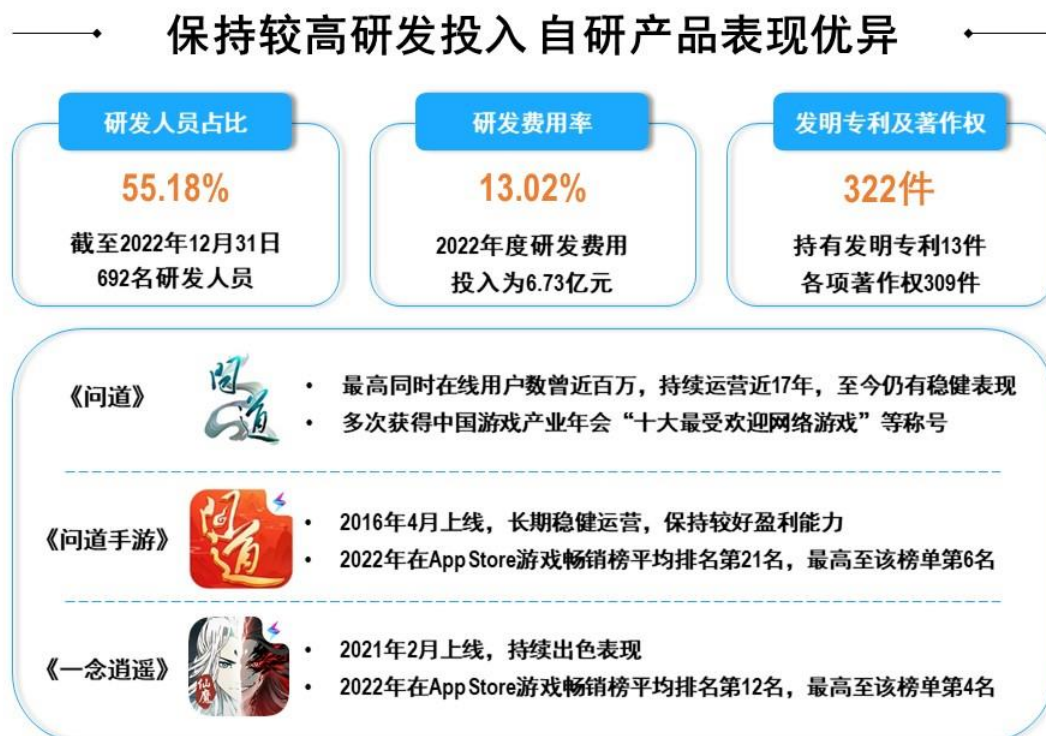 保持较高研发投入 自研产品表现优异
研发人员占比
55.18%
截至2022年12月31日
692名研发人员
研发费用率
13.02%
2022年度研发费用
投入为6.73亿元
发明专利及著作权
322件
持有发明专利13件
各项著作权309件
《问道》
问道
• 最高同时在线用户数曾近百万，持续运营近17年，至今仍有稳健表现
• 多次获得中国游戏产业年会“十大最受欢迎网络游戏”等称号
《问道手游》
问道
• 2016年4月上线，长期稳健运营，保持较好盈利能力
• 2022年在App Store游戏畅销榜平均排名第21名，最高至该榜单第6名
《一念逍遥》
仙魔
• 2021年2月上线，持续出色表现
• 2022年在App Store游戏畅销榜平均排名第12名，最高至该榜单第4名